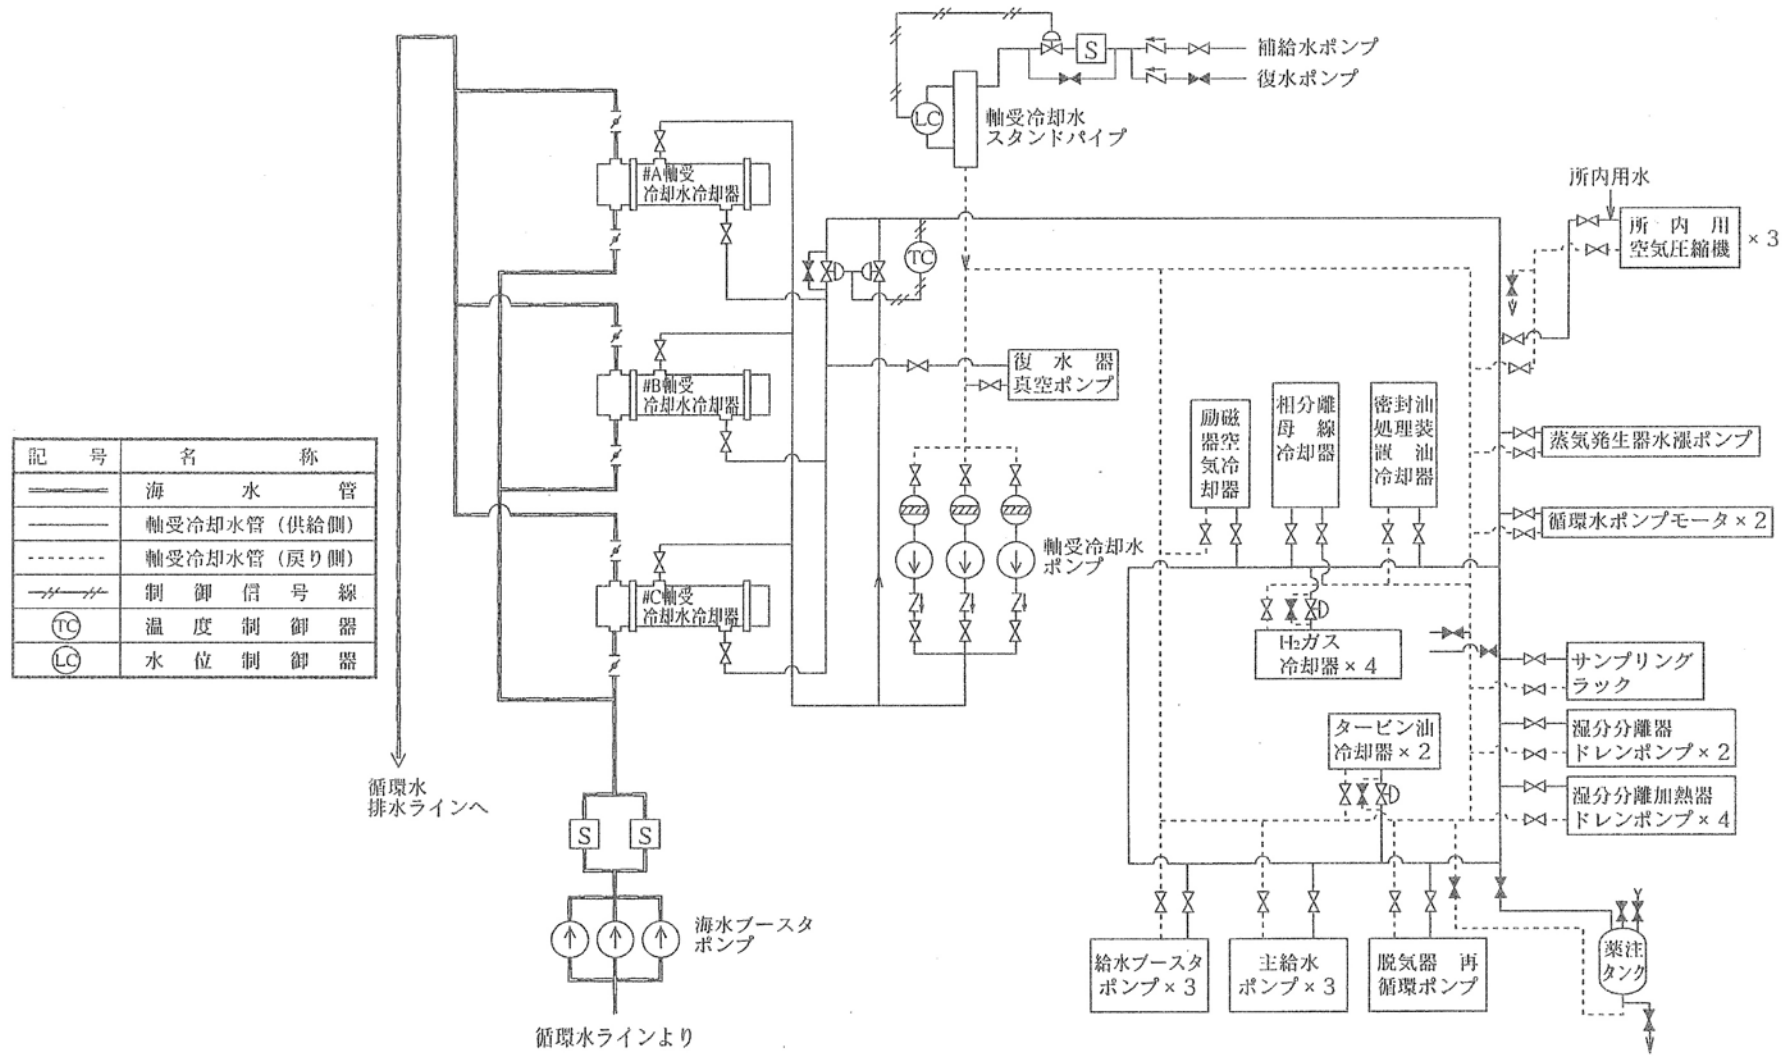 補給水ポンプ
復水ポンプ
S
LC
軸受冷却水
スタンドパイプ
#A軸受
冷却水冷却器
所内用水
所内用
空気圧縮機
×3
TC
#B軸受
冷却水冷却器
復水器
真空ポンプ
励磁
器空
気冷
却器
相分離
母線
冷却器
密封油
処理装
置油
冷却器
蒸気発生器水漲ポンプ
循環水ポンプモータ×2
記号 名称
海水管
軸受冷却水管(供給側)
軸受冷却水管(戻り側)
制御信号線
TC 温度制御器
LC 水位制御器
軸受冷却水
ポンプ
#C軸受
冷却水冷却器
H₂ガス
冷却器×4
サンプリング
ラック
タービン油
冷却器×2
湿分分離器
ドレンポンプ×2
湿分分離加熱器
ドレンポンプ×4
循環水
排水ラインへ
S S
海水ブースタ
ポンプ
給水ブースタ
ポンプ×3
主給水
ポンプ×3
脱気器再
循環ポンプ
薬注
タンク
循環水ラインより